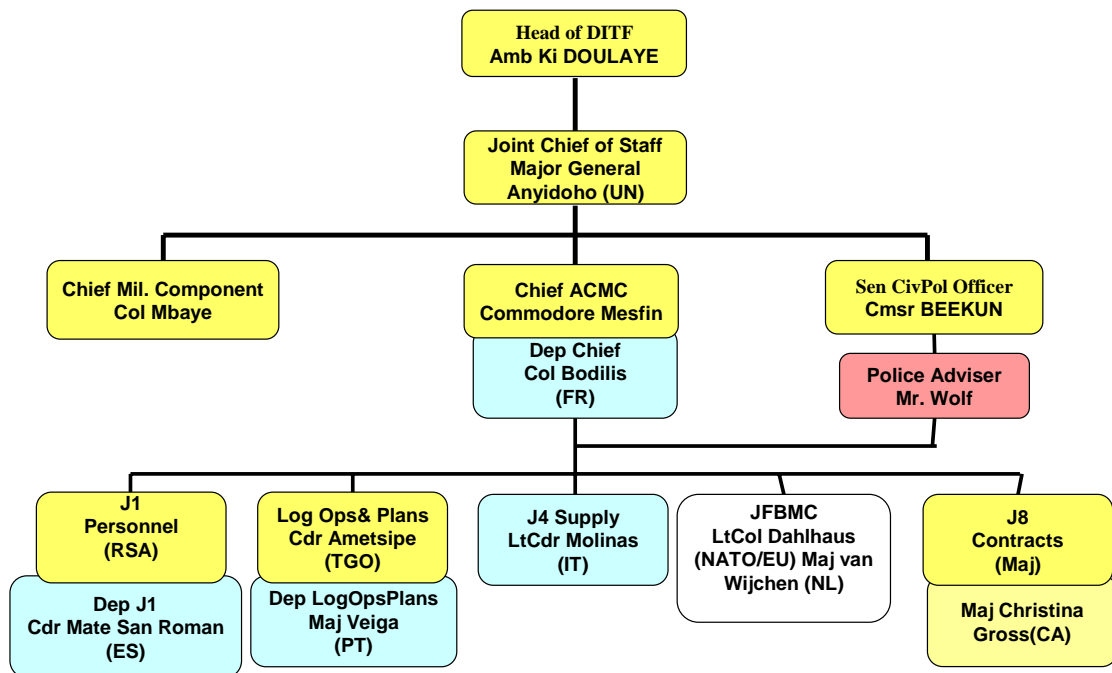 Head of DITF
Amb Ki DOULAYE
Joint Chief of Staff
Major General
Anyidoho (UN)
Chief Mil. Component
Col Mbaye
Chief ACMC
Commodore Mesfin
Sen CivPol Officer
Cmsr BEEKUN
Dep Chief
Col Bodilis
(FR)
Police Adviser
Mr. Wolf
J1
Personnel
(RSA)
Dep J1
Cdr Mate San Roman
(ES)
Log Ops& Plans
Cdr Ametsipe
(TGO)
Dep LogOpsPlans
Maj Veiga
(PT)
J4 Supply
LtCdr Molinas
(IT)
JFBMC
LtCol Dahlhaus
(NATO/EU) Maj van
Wijchen (NL)
J8
Contracts
(Maj)
Maj Christina
Gross(CA)